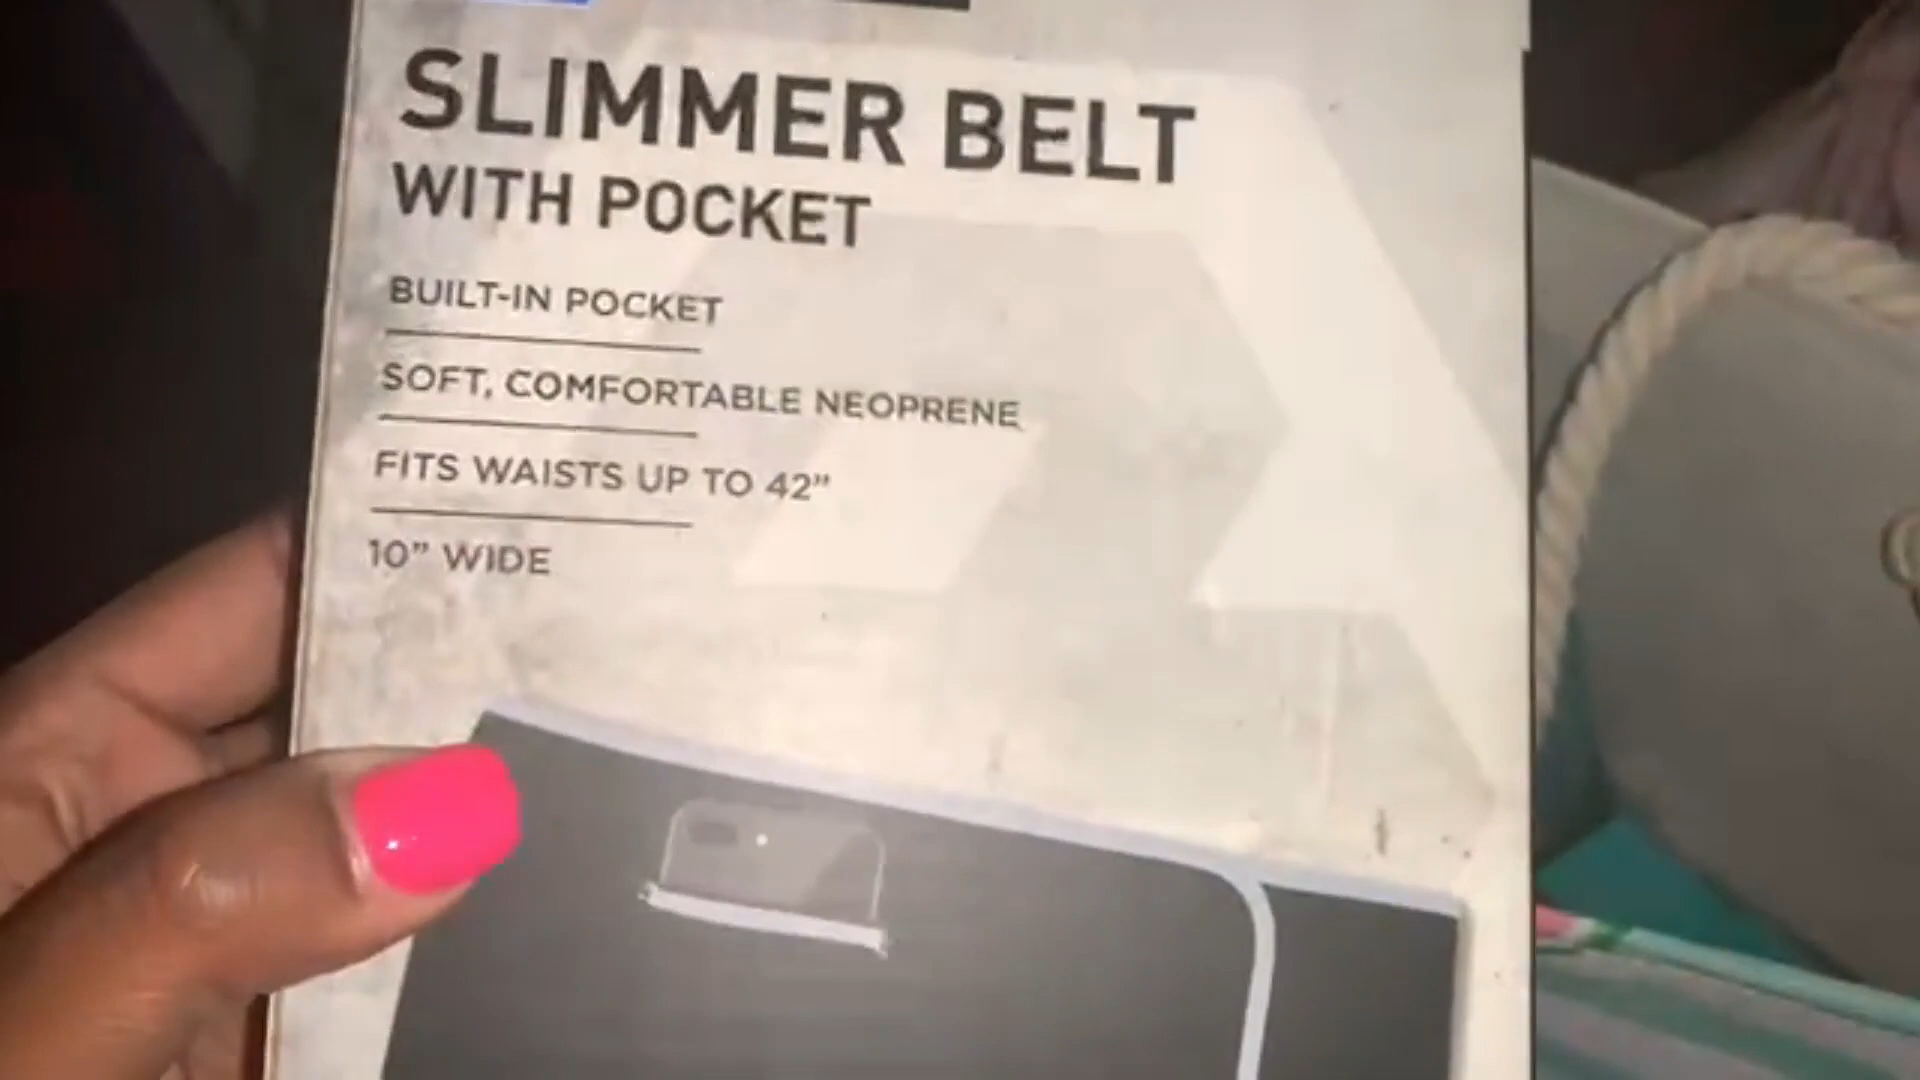 SLIMMER BELT
WITH POCKET
BUILT-IN POCKET
SOFT, COMFORTABLE NEOPRENE
FITS WAISTS UP TO 42”
10” WIDE